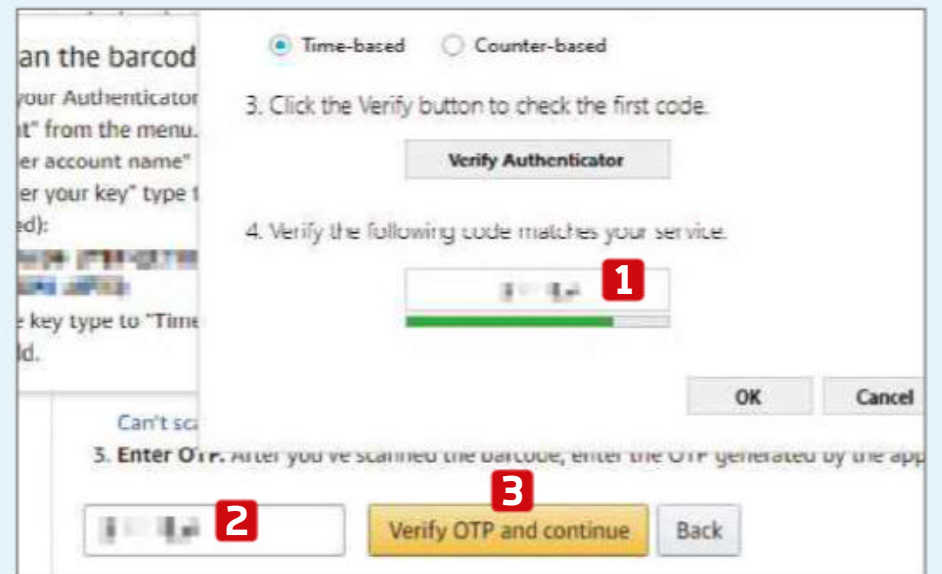 an the barcod
your Authenticator
it" from the menu.
er account name"
er your key" type t
ed):
e key type to "Time
ld.
Time-based Counter-based
3. Click the Verify button to check the first code.
Verify Authenticator
4. Verify the following code matches your service.
1
OK Cancel
Can't sca
3. Enter OTP. After you've scanned the barcode, enter the OTP generated by the app
2
3
Verify OTP and continue
Back